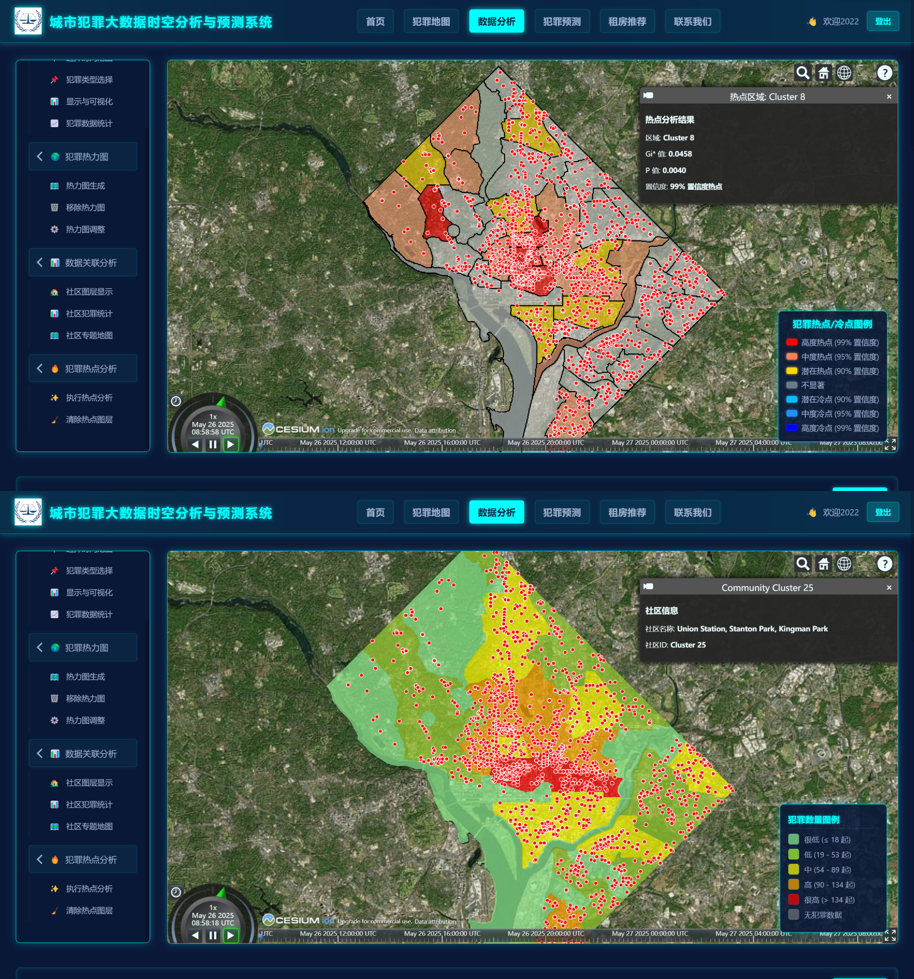 城市犯罪大数据时空分析与预测系统
首页
犯罪地图
数据分析
犯罪预测
租房推荐
联系我们
欢迎2022
登出
犯罪类型选择
显示与可视化
犯罪数据统计
犯罪热力图
热力图生成
移除热力图
热力图调整
数据关联分析
社区图层显示
社区犯罪统计
社区专题地图
犯罪热点分析
执行热点分析
清除热点图层
?
热点区域: Cluster 8
×
热点分析结果
区域: Cluster 8
Gi* 值: 0.0458
P 值: 0.0040
置信度: 99% 置信度热点
犯罪热点/冷点图例
高度热点 (99% 置信度)
中度热点 (95% 置信度)
潜在热点 (90% 置信度)
不显著
潜在冷点 (90% 置信度)
中度冷点 (95% 置信度)
高度冷点 (99% 置信度)
1x
May 26 2025
08:58:58 UTC
CESIUM ion Upgrade for commercial use. Data attribution
UTC
May 26 2025 12:00:00 UTC
May 26 2025 16:00:00 UTC
May 26 2025 20:00:00 UTC
May 27 2025 00:00:00 UTC
May 27 2025 04:00:00 UTC
May 27 2025 08:00:00 UTC
城市犯罪大数据时空分析与预测系统
首页
犯罪地图
数据分析
犯罪预测
租房推荐
联系我们
欢迎2022
登出
犯罪类型选择
显示与可视化
犯罪数据统计
犯罪热力图
热力图生成
移除热力图
热力图调整
数据关联分析
社区图层显示
社区犯罪统计
社区专题地图
犯罪热点分析
执行热点分析
清除热点图层
?
Community Cluster 25
×
社区信息
社区名称: Union Station, Stanton Park, Kingman Park
社区ID: Cluster 25
犯罪数量图例
很低 (≤ 18 起)
低 (19 - 53 起)
中 (54 - 89 起)
高 (90 - 134 起)
很高 (> 134 起)
无犯罪数据
1x
May 26 2025
08:58:18 UTC
CESIUM ion Upgrade for commercial use. Data attribution
UTC
May 26 2025 12:00:00 UTC
May 26 2025 16:00:00 UTC
May 26 2025 20:00:00 UTC
May 27 2025 00:00:00 UTC
May 27 2025 04:00:00 UTC